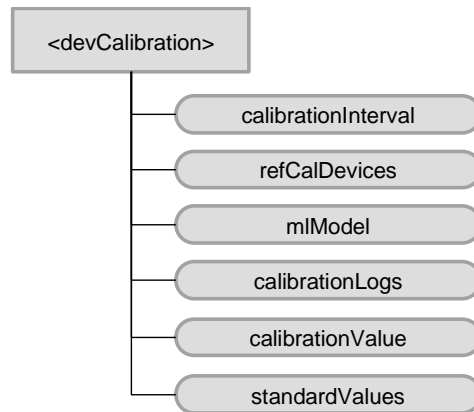 <devCalibration>
calibrationInterval
refCalDevices
mlModel
calibrationLogs
calibrationValue
standardValues